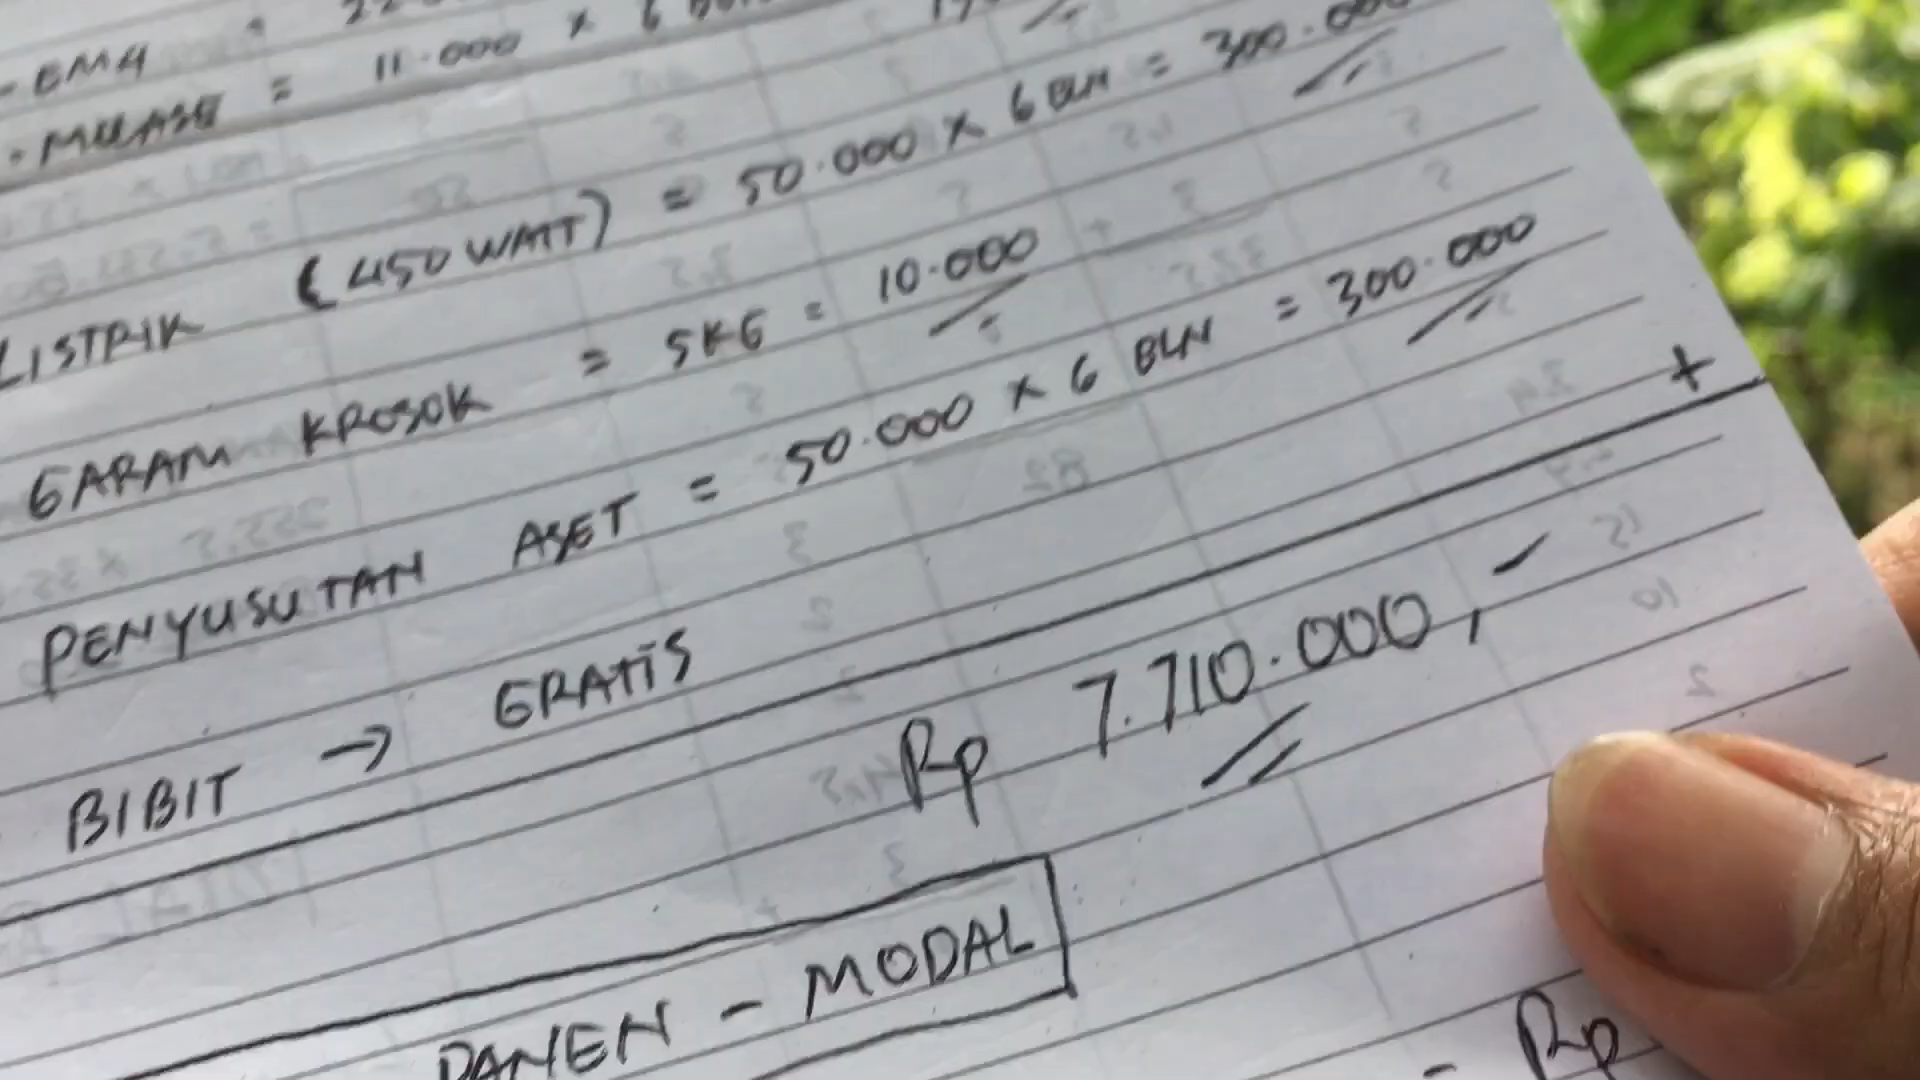 - EM4 =
- MULASE = 11.000 x 6 BLN
LISTRIK (450 WATT) = 50.000 x 6 BLN = 300.000
GARAM KROSOK = 5KG = 10.000
PENYUSUTAN ASET = 50.000 x 6 BLN = 300.000
BIBIT → GRATIS +
Rp 7.710.000,-
PANEN - MODAL
- Rp